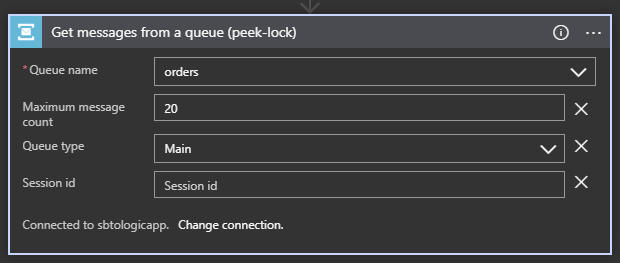 Get messages from a queue (peek-lock)
* Queue name
orders
Maximum message
count
20
Queue type
Main
Session id
Session id
Connected to sbtologicapp. Change connection.